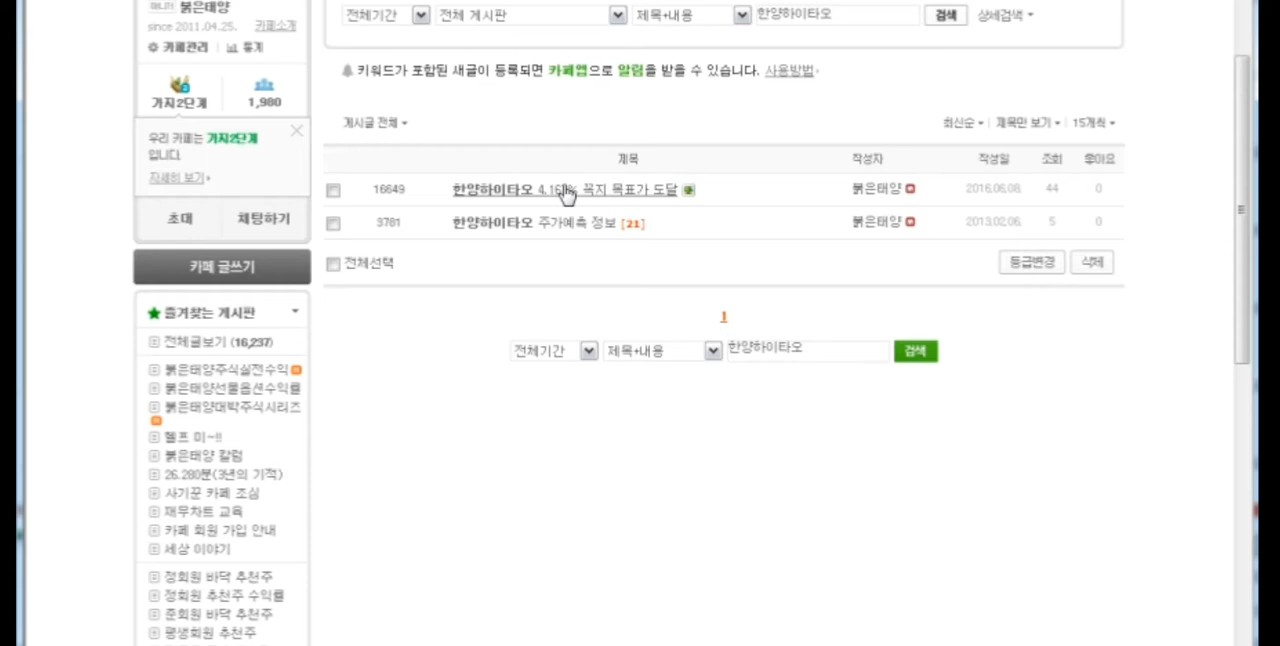 매니저 붉은태양
since 2011.04.25. 카페소개
카페관리 통계
가지2단계 1,980
우리 카페는 가지2단계
입니다.
자세히 보기
초대 채팅하기
카페 글쓰기
즐겨찾는 게시판
전체글보기 (16,237)
붉은태양주식실전수익
붉은태양선물옵션수익률
붉은태양대박주식시리즈
헬프 미~!!
붉은태양 칼럼
26.280분(3년의 기적)
사기꾼 카페 조심
재무차트 교육
카페 회원 가입 안내
세상 이야기
정회원 바닥 추천주
정회원 추천주 수익률
준회원 바닥 추천주
평생회원 추천주
전체기간 전체 게시판 제목+내용 한양하이타오 검색 상세검색
키워드가 포함된 새글이 등록되면 카페앱으로 알림을 받을 수 있습니다. 사용방법
게시글 전체 최신순 제목만 보기 15개씩
제목 작성자 작성일 조회 좋아요
16649 한양하이타오 꼭지 목표가 도달 붉은태양 2016.06.08. 44 0
3781 한양하이타오 주가예측 정보 [21] 붉은태양 2013.02.06. 5 0
전체선택 등급변경 삭제
1
전체기간 제목+내용 한양하이타오 검색